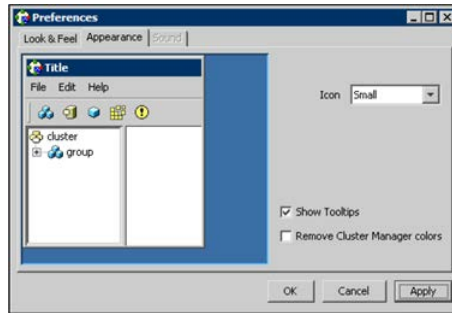 Preferences
Look & Feel Appearance Sound
Title
File Edit Help
Icon Small
cluster
group
Show Tooltips
Remove Cluster Manager colors
OK Cancel Apply